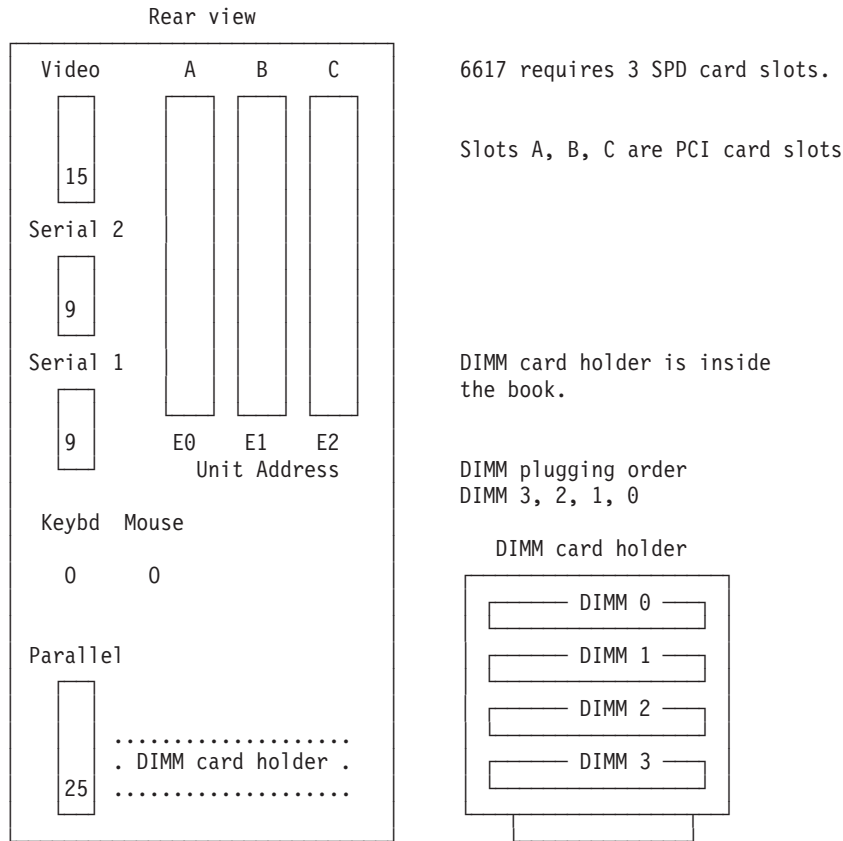 Rear view
Video A B C
6617 requires 3 SPD card slots.
Slots A, B, C are PCI card slots
15
Serial 2
9
Serial 1
DIMM card holder is inside
the book.
9 E0 E1 E2
Unit Address
DIMM plugging order
DIMM 3, 2, 1, 0
Keybd Mouse
DIMM card holder
O O
DIMM 0
Parallel
DIMM 1
DIMM 2
....................
. DIMM card holder .
DIMM 3
25 ....................